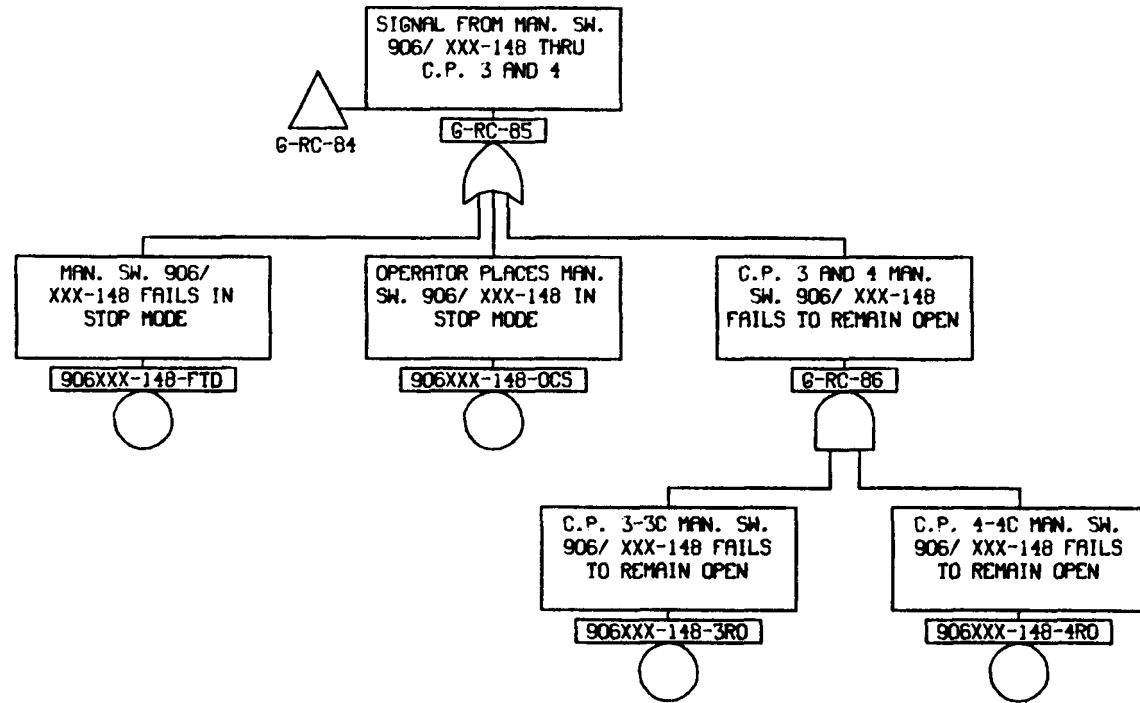 SIGNAL FROM MAN. SW.
906/ XXX-148 THRU
C.P. 3 AND 4
G-RC-84
G-RC-85
MAN. SW. 906/
XXX-148 FAILS IN
STOP MODE
906XXX-148-FTD
OPERATOR PLACES MAN.
SW. 906/ XXX-148 IN
STOP MODE
906XXX-148-OCS
C.P. 3 AND 4 MAN.
SW. 906/ XXX-148
FAILS TO REMAIN OPEN
G-RC-86
C.P. 3-3C MAN. SW.
906/ XXX-148 FAILS
TO REMAIN OPEN
906XXX-148-3RO
C.P. 4-4C MAN. SW.
906/ XXX-148 FAILS
TO REMAIN OPEN
906XXX-148-4RO